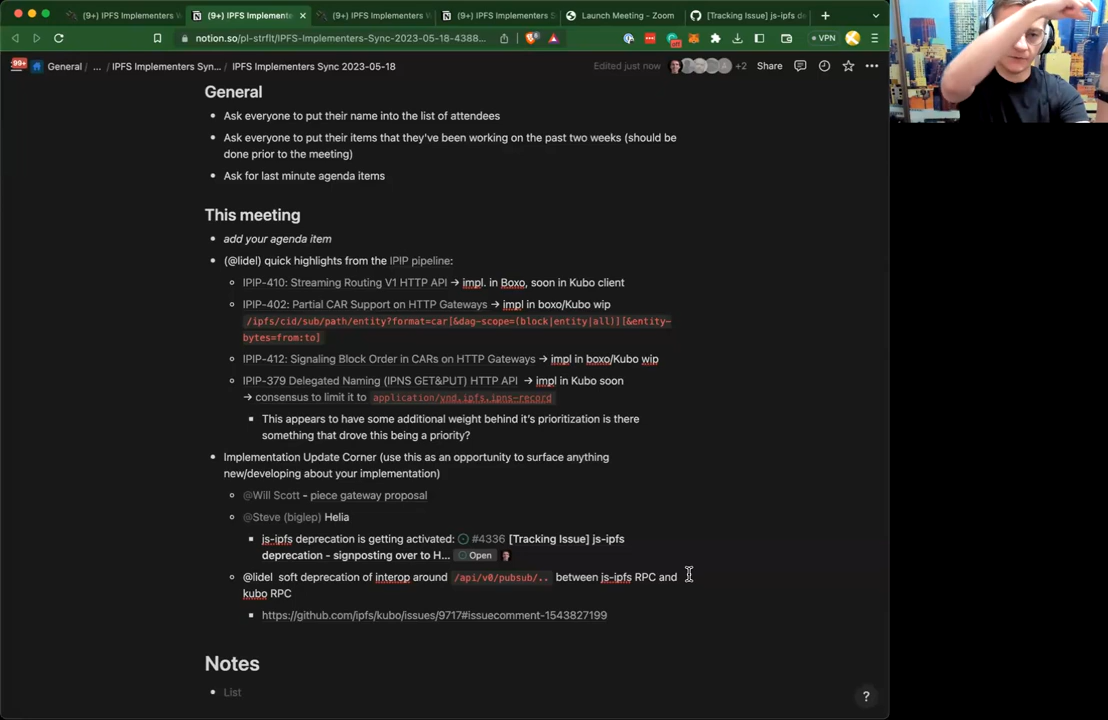 (9+) IPFS Implementers
(9+) IPFS Implementers
(9+) IPFS Implementers
(9+) IPFS Implementers S
Launch Meeting - Zoom
[Tracking Issue] js-ipfs d
notion.so/pl-strflt/IPFS-Implementers-Sync-2023-05-18-4388...
VPN
99+
General / ... / IPFS Implementers Syn... / IPFS Implementers Sync 2023-05-18
Edited just now
+2
Share
General
• Ask everyone to put their name into the list of attendees
• Ask everyone to put their items that they've been working on the past two weeks (should be
done prior to the meeting)
• Ask for last minute agenda items
This meeting
• add your agenda item
• (@lidel) quick highlights from the IPIP pipeline:
◦ IPIP-410: Streaming Routing V1 HTTP API → impl. in Boxo, soon in Kubo client
◦ IPIP-402: Partial CAR Support on HTTP Gateways → impl in boxo/Kubo wip
/ipfs/cid/sub/path/entity?format=car[&dag-scope=(block|entity|all)][&entity-
bytes=from:to]
◦ IPIP-412: Signaling Block Order in CARs on HTTP Gateways → impl in boxo/Kubo wip
◦ IPIP-379 Delegated Naming (IPNS GET&PUT) HTTP API → impl in Kubo soon
→ consensus to limit it to application/vnd.ipfs.ipns-record
▪ This appears to have some additional weight behind it's prioritization is there
something that drove this being a priority?
• Implementation Update Corner (use this as an opportunity to surface anything
new/developing about your implementation)
◦ @Will Scott - piece gateway proposal
◦ @Steve (biglep) Helia
▪ js-ipfs deprecation is getting activated: #4336 [Tracking Issue] js-ipfs
deprecation - signposting over to H... Open
◦ @lidel soft deprecation of interop around /api/v0/pubsub/.. between js-ipfs RPC and
kubo RPC
▪ https://github.com/ipfs/kubo/issues/9717#issuecomment-1543827199
Notes
• List
?